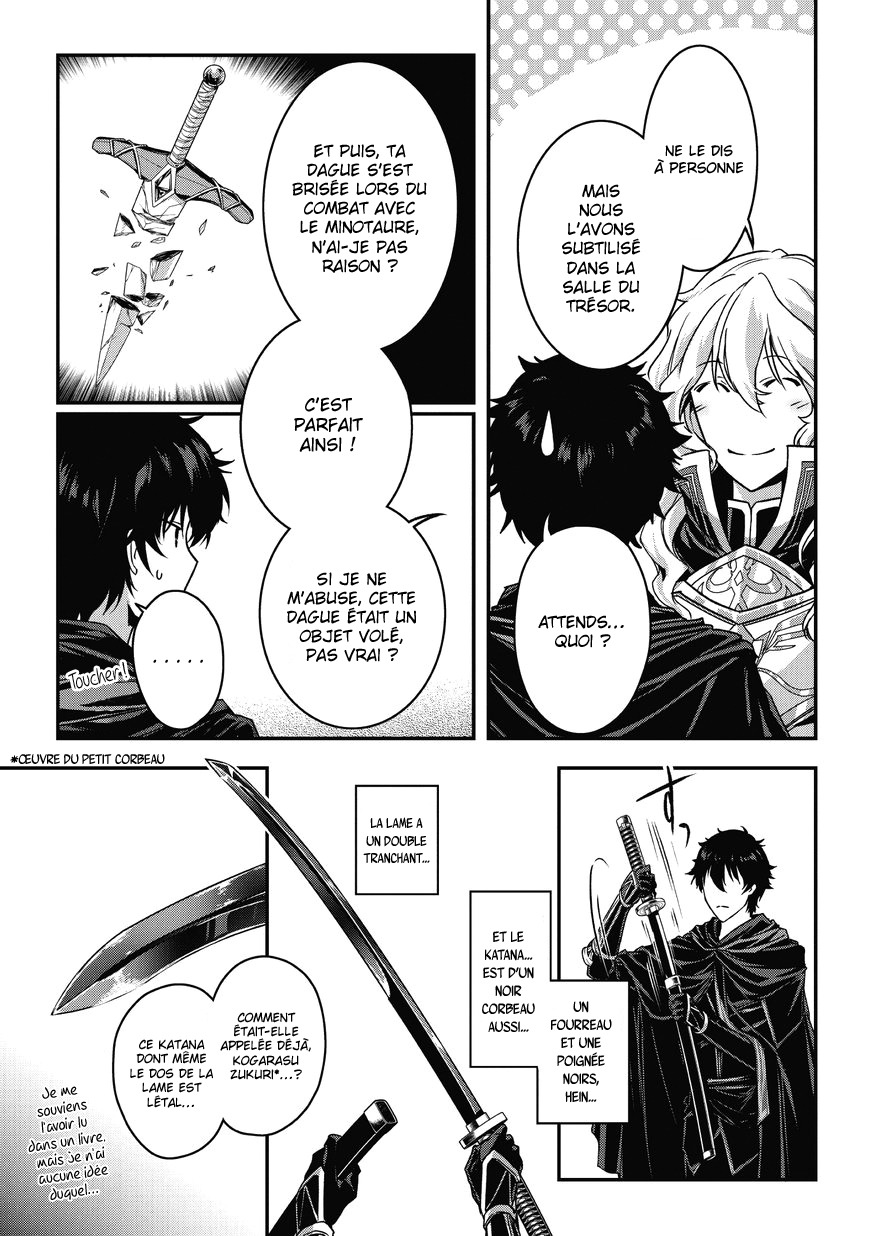 NE LE DIS
À PERSONNE
MAIS
NOUS
L'AVONS
SUBTILISÉ
DANS LA
SALLE DU
TRÉSOR.
ATTENDS...
QUOI ?
ET PUIS, TA
DAGUE S'EST
BRISÉE LORS DU
COMBAT AVEC
LE MINOTAURE,
N'AI-JE PAS
RAISON ?
C'EST
PARFAIT
AINSI !
SI JE NE
M'ABUSE, CETTE
DAGUE ÉTAIT UN
OBJET VOLÉ,
PAS VRAI ?
.....
Toucher !
*ŒUVRE DU PETIT CORBEAU
す,
UN
FOURREAU
ET UNE
POIGNÉE
NOIRS,
HEIN...
ET LE
KATANA...
EST D'UN
NOIR
CORBEAU
AUSSI...
LA LAME A
UN DOUBLE
TRANCHANT...
COMMENT
ÉTAIT-ELLE
APPELÉE DÉJÀ,
KOGARASU
ZUKURI*...?
CE KATANA
DONT MÊME
LE DOS DE LA
LAME EST
LÉTAL...
Je me
souviens
l'avoir lu
dans un livre,
mais je n'ai
aucune idée
duquel...